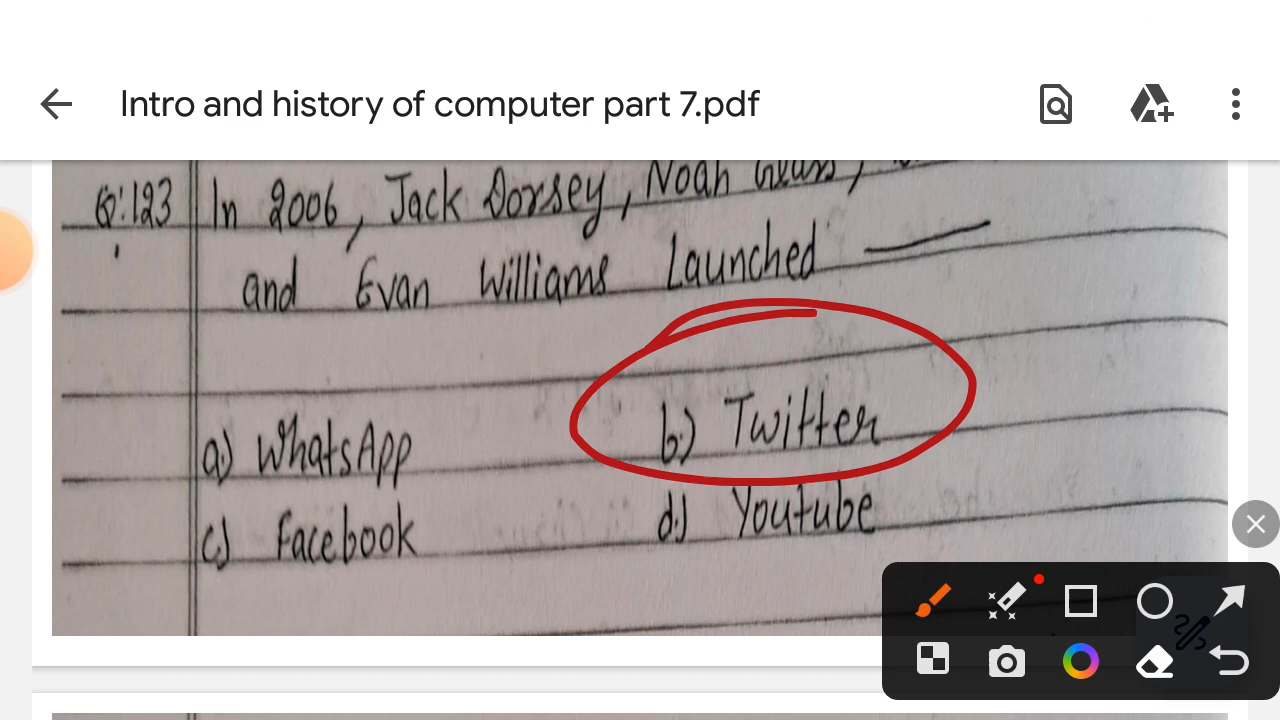 Intro and history of computer part 7.pdf
Q:123 In 2006, Jack Dorsey, Noah Glass,
and Evan Williams Launched
a) WhatsApp b) Twitter
c) Facebook d.) Youtube